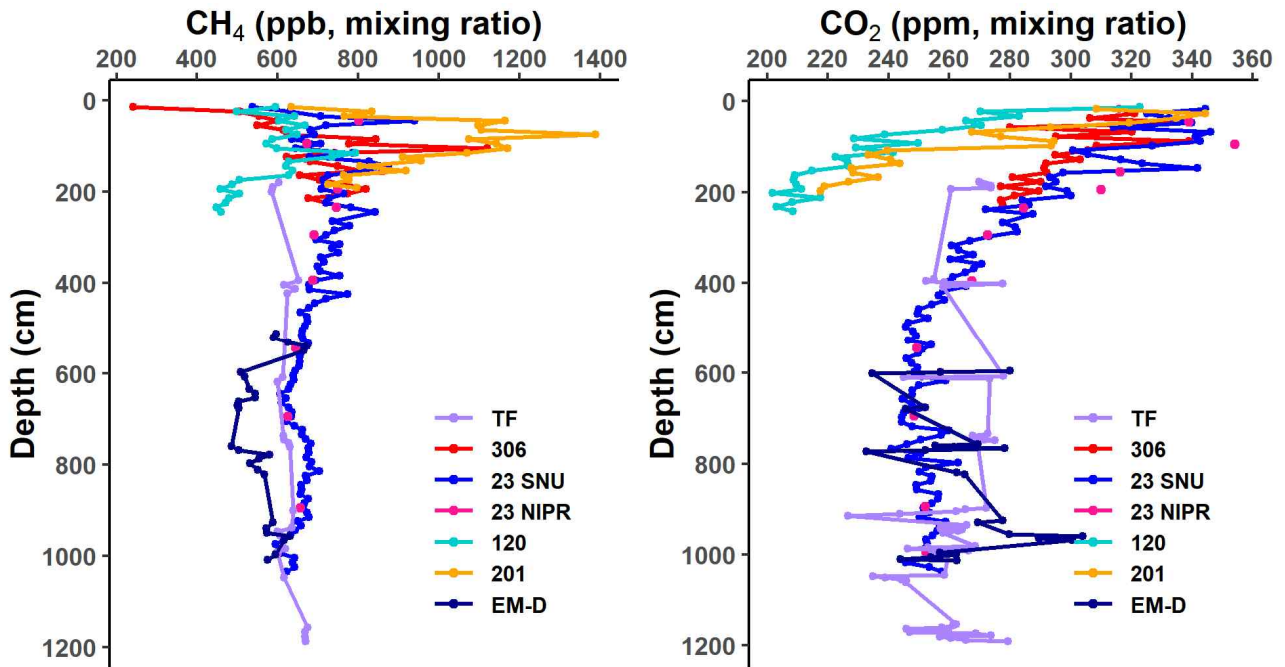 CH₄ (ppb, mixing ratio)
200 400 600 800 1000 1200 1400
0
200
400
600
800
1000
1200
Depth (cm)
TF
306
23 SNU
23 NIPR
120
201
EM-D
CO₂ (ppm, mixing ratio)
200 220 240 260 280 300 320 340 360
0
200
400
600
800
1000
1200
Depth (cm)
TF
306
23 SNU
23 NIPR
120
201
EM-D